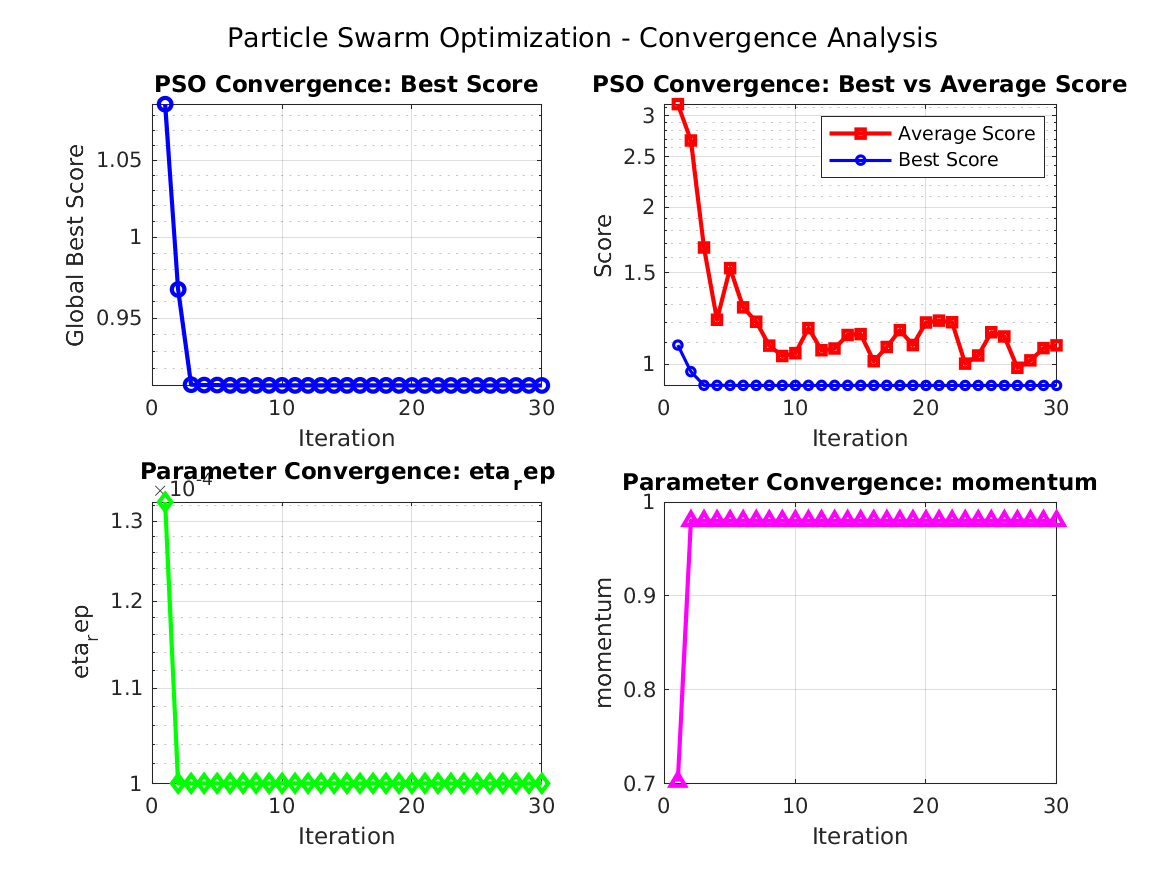 Particle Swarm Optimization - Convergence Analysis
PSO Convergence: Best Score
1.05
1
0.95
Global Best Score
0
10
20
30
Iteration
PSO Convergence: Best vs Average Score
3
2.5
2
1.5
1
Score
Average Score
Best Score
0
10
20
30
Iteration
Parameter Convergence: eta_rep
×10^-4
1.3
1.2
1.1
1
eta_rep
0
10
20
30
Iteration
Parameter Convergence: momentum
1
0.9
0.8
0.7
momentum
0
10
20
30
Iteration